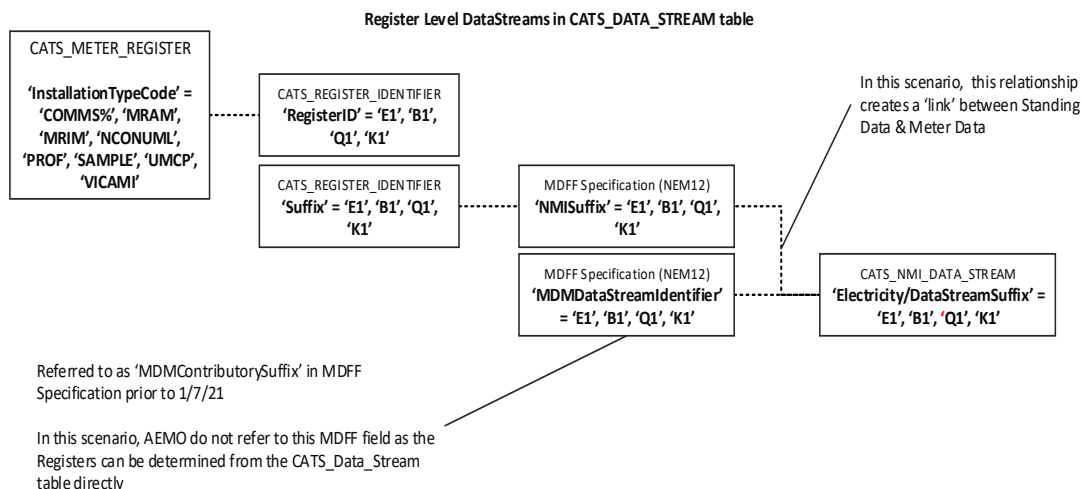 Register Level DataStreams in CATS_DATA_STREAM table
CATS_METER_REGISTER
‘InstallationTypeCode’ =
‘COMMS%’, ‘MRAM’,
‘MRIM’, ‘NCONUML’,
‘PROF’, ‘SAMPLE’, ‘UMCP’,
‘VICAMI’
CATS_REGISTER_IDENTIFIER
‘RegisterID’ = ‘E1’, ‘B1’,
‘Q1’, ‘K1’
In this scenario, this relationship
creates a ‘link’ between Standing
Data & Meter Data
CATS_REGISTER_IDENTIFIER
‘Suffix’ = ‘E1’, ‘B1’, ‘Q1’,
‘K1’
MDFF Specification (NEM12)
‘NMISuffix’ = ‘E1’, ‘B1’, ‘Q1’,
‘K1’
MDFF Specification (NEM12)
‘MDMDataStreamIdentifier’
= ‘E1’, ‘B1’, ‘Q1’, ‘K1’
CATS_NMI_DATA_STREAM
‘Electricity/DataStreamSuffix’ =
‘E1’, ‘B1’, ‘Q1’, ‘K1’
Referred to as ‘MDMContributorySuffix’ in MDFF
Specification prior to 1/7/21
In this scenario, AEMO do not refer to this MDFF field as the
Registers can be determined from the CATS_Data_Stream
table directly